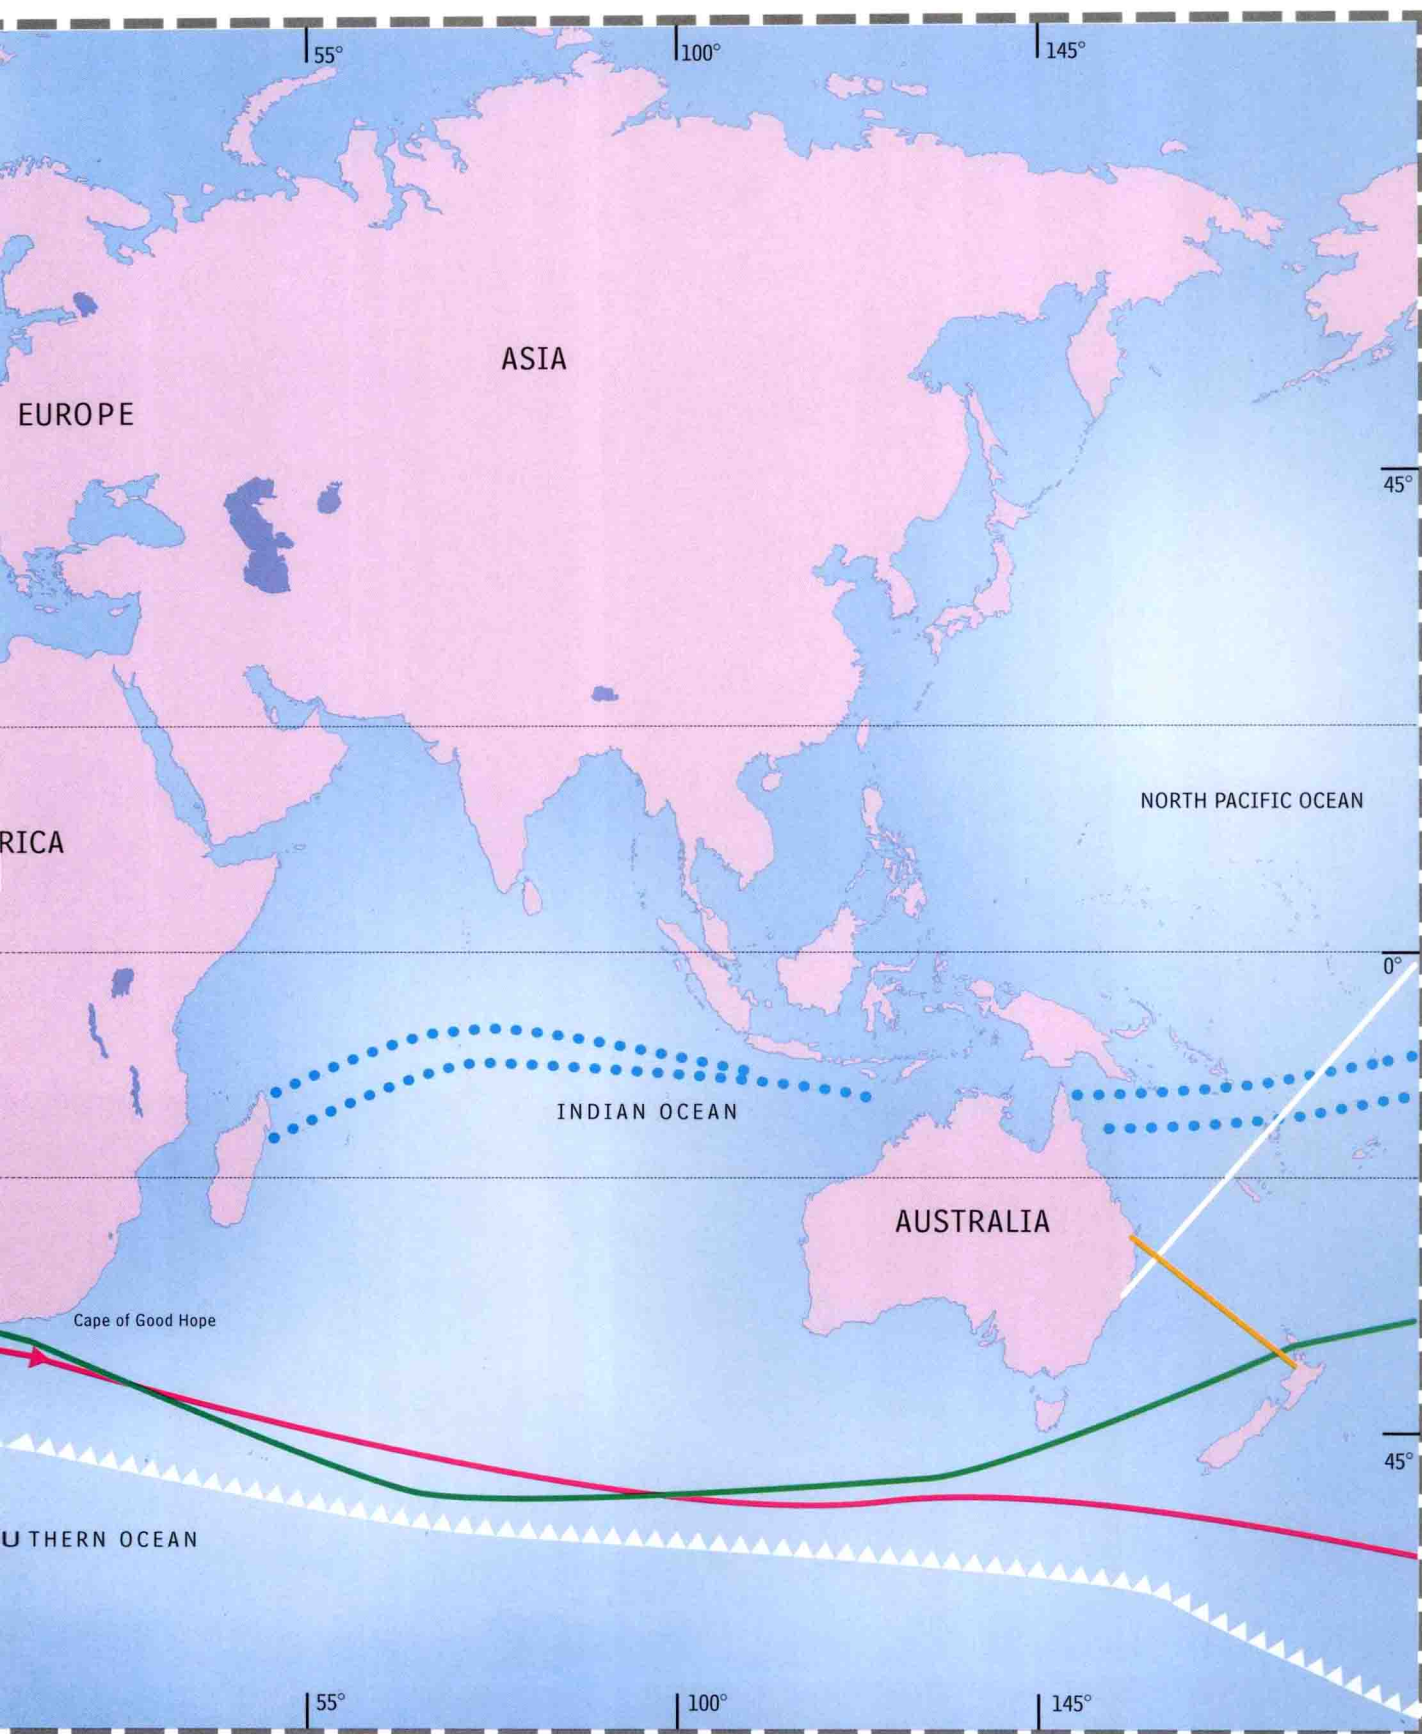 55°
100°
145°
ASIA
EUROPE
45°
NORTH PACIFIC OCEAN
RICA
0°
INDIAN OCEAN
AUSTRALIA
Cape of Good Hope
45°
U THERN OCEAN
55°
100°
145°